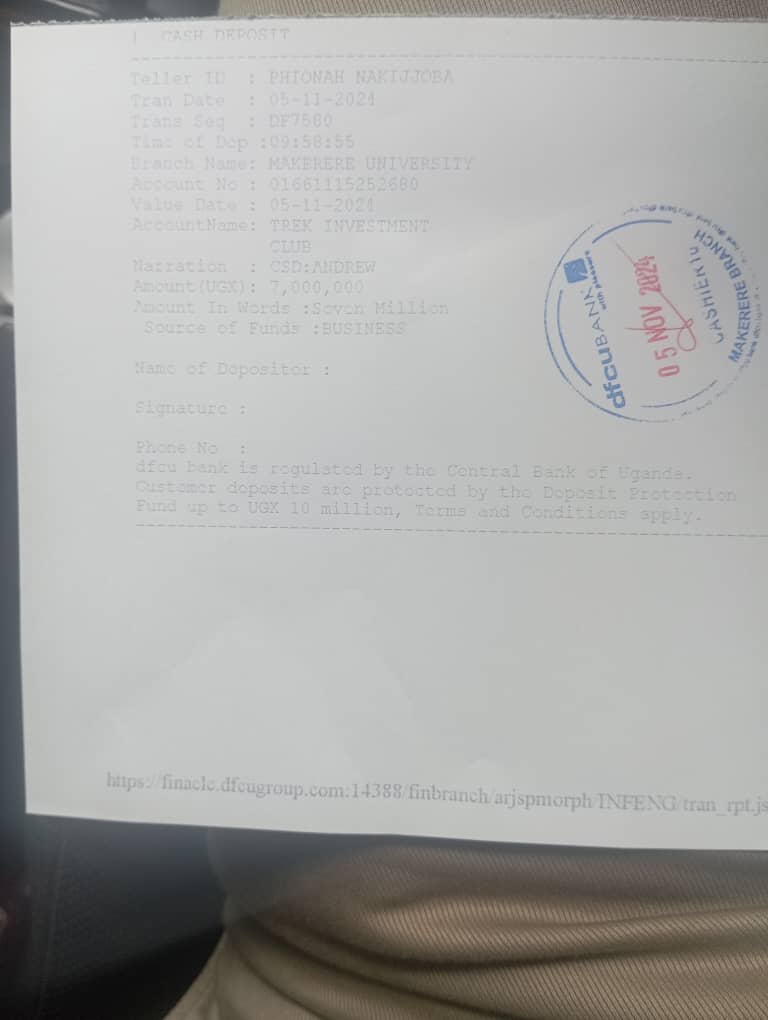 CASH DEPOSIT
Teller ID : PHIONAH NAKIJJOBA
Tran Date : 05-11-2024
Trans Seq : DF7580
Time of Dep :09:58:55
Branch Name: MAKERERE UNIVERSITY
Account No : 01661115252680
Value Date : 05-11-2024
AccountName: TREK INVESTMENT
CLUB
Narration : CSD:ANDREW
Amount(UGX): 7,000,000
Amount In Words :Seven Million
Source of Funds :BUSINESS
Name of Depositor :
Signature :
Phone No :
dfcu bank is regulated by the Central Bank of Uganda.
Customer deposits are protected by the Deposit Protection
Fund up to UGX 10 million, Terms and Conditions apply.
dfcu BANK
with pleasure
05 NOV 2024
CASHIER
MAKERERE BRANCH
https://finacle.dfcugroup.com:14388/finbranch/arjspmorph/INFENG/tran_rpt.js